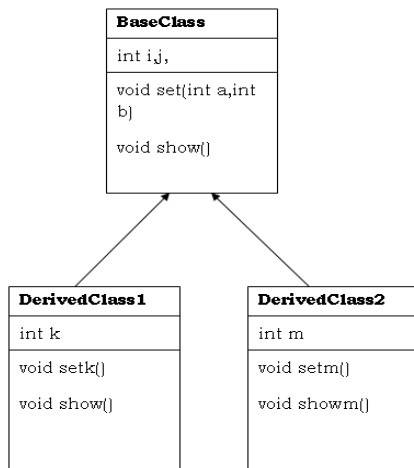 BaseClass
int i,j,
void set(int a,int
b)
void show()
DerivedClass1
int k
void setk()
void show()
DerivedClass2
int m
void setm()
void showm()